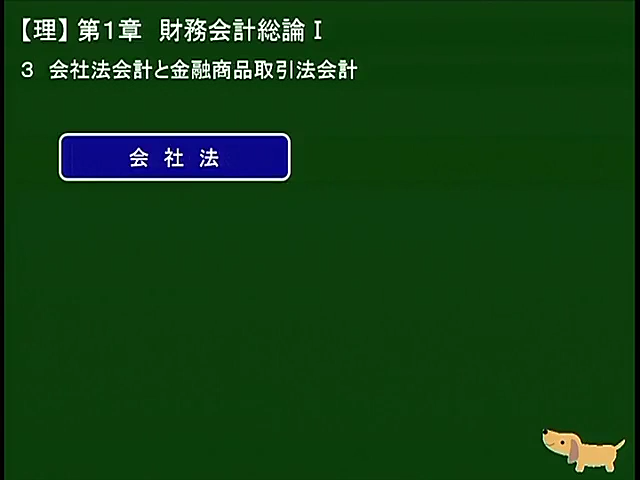 【理】第１章　財務会計総論Ⅰ
３　会社法会計と金融商品取引法会計
会　社　法